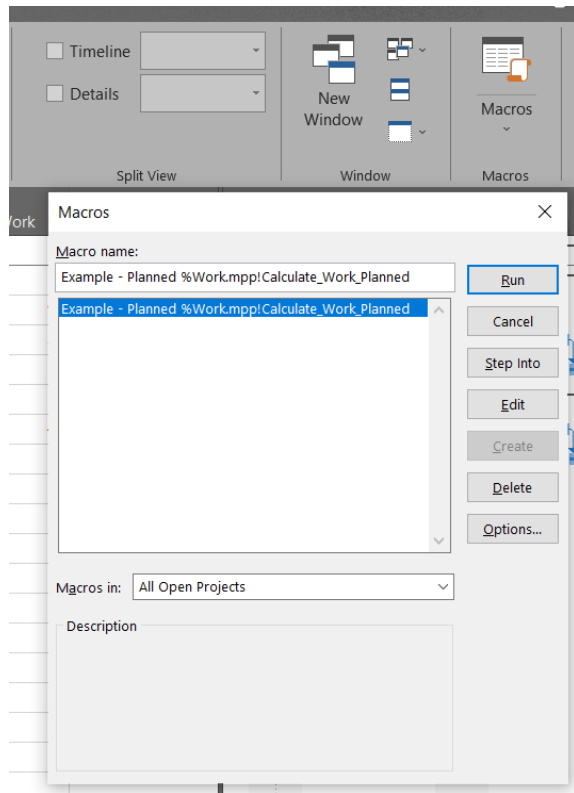 Timeline
Details
New
Window
Macros
Split View
Window
Macros
Work
Macros
Macro name:
Example - Planned %Work.mpp!Calculate_Work_Planned
Run
Example - Planned %Work.mpp!Calculate_Work_Planned
Cancel
Step Into
Edit
Create
Delete
Options...
Macros in:
All Open Projects
Description